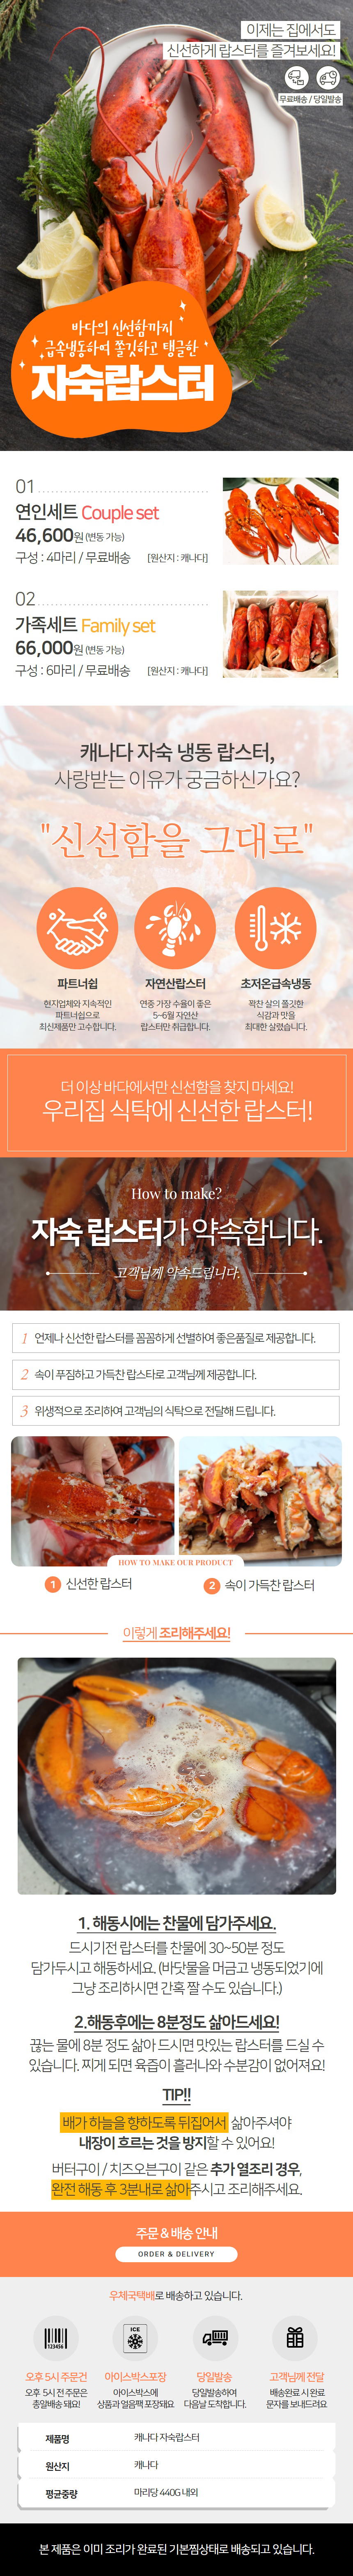 이제는 집에서도
신선하게 랍스터를 즐겨보세요!
무료배송 / 당일발송
바다의 신선함까지
급속냉동하여 쫄깃하고 탱글한
자숙랍스터
01
연인세트 Couple set
46,600원 (변동 가능)
구성 : 4마리 / 무료배송 [원산지 : 캐나다]
02
가족세트 Family set
66,000원 (변동 가능)
구성 : 6마리 / 무료배송 [원산지 : 캐나다]
캐나다 자숙 냉동 랍스터,
사랑받는 이유가 궁금하신가요?
"신선함을 그대로"
파트너쉽
현지업체와 지속적인
파트너쉽으로
최신제품만 고수합니다.
자연산랍스터
연중 가장 수율이 좋은
5~6월 자연산
랍스터만 취급합니다.
초저온급속냉동
꽉찬 살의 쫄깃한
식감과 맛을
최대한 살렸습니다.
더 이상 바다에서만 신선함을 찾지 마세요!
우리집 식탁에 신선한 랍스터!
How to make?
자숙 랍스터가 약속합니다.
고객님께 약속드립니다.
1 언제나 신선한 랍스터를 꼼꼼하게 선별하여 좋은품질로 제공합니다.
2 속이 푸짐하고 가득찬 랍스타로 고객님께 제공합니다.
3 위생적으로 조리하여 고객님의 식탁으로 전달해 드립니다.
HOW TO MAKE OUR PRODUCT
1 신선한 랍스터
2 속이 가득찬 랍스터
이렇게 조리해주세요!
1. 해동시에는 찬물에 담가주세요.
드시기전 랍스터를 찬물에 30~50분 정도
담가두시고 해동하세요. (바닷물을 머금고 냉동되었기에
그냥 조리하시면 간혹 짤 수도 있습니다.)
2.해동후에는 8분정도 삶아드세요!
끓는 물에 8분 정도 삶아 드시면 맛있는 랍스터를 드실 수
있습니다. 찌게 되면 육즙이 흘러나와 수분감이 없어져요!
TIP!!
배가 하늘을 향하도록 뒤집어서 삶아주셔야
내장이 흐르는 것을 방지할 수 있어요!
버터구이 / 치즈오븐구이 같은 추가 열조리 경우,
완전 해동 후 3분내로 삶아주시고 조리해주세요.
주문 & 배송 안내
ORDER & DELIVERY
우체국택배로 배송하고 있습니다.
123456
오후 5시 주문건
오후 5시 전 주문은
총알배송 돼요!
ICE
아이스박스포장
아이스박스에
상품과 얼음팩 포장돼요
당일발송
당일발송하여
다음날 도착합니다.
고객님께 전달
배송완료 시 완료
문자를 보내드려요
제품명 캐나다 자숙랍스터
원산지 캐나다
평균중량 마리당 440G 내외
본 제품은 이미 조리가 완료된 기본찜상태로 배송되고 있습니다.